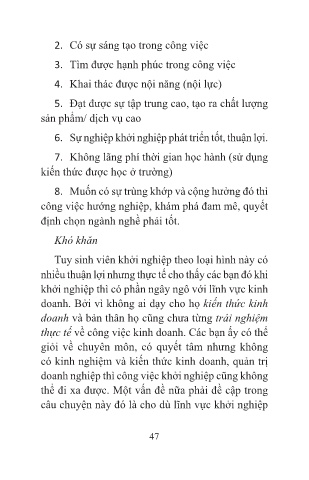 2. Có sự sáng tạo trong công việc
3. Tìm được hạnh phúc trong công việc
4. Khai thác được nội năng (nội lực)
5. Đạt được sự tập trung cao, tạo ra chất lượng
sản phẩm/ dịch vụ cao
6. Sự nghiệp khởi nghiệp phát triển tốt, thuận lợi.
7. Không lãng phí thời gian học hành (sử dụng
kiến thức được học ở trường)
8. Muốn có sự trùng khớp và cộng hưởng đó thì
công việc hướng nghiệp, khám phá đam mê, quyết
định chọn ngành nghề phải tốt.
Khó khăn
Tuy sinh viên khởi nghiệp theo loại hình này có
nhiều thuận lợi nhưng thực tế cho thấy các bạn đó khi
khởi nghiệp thì có phần ngây ngô với lĩnh vực kinh
doanh. Bởi vì không ai dạy cho họ kiến thức kinh
doanh và bản thân họ cũng chưa từng trải nghiệm
thực tế về công việc kinh doanh. Các bạn ấy có thể
giỏi về chuyên môn, có quyết tâm nhưng không
có kinh nghiệm và kiến thức kinh doanh, quản trị
doanh nghiệp thì công việc khởi nghiệp cũng không
thể đi xa được. Một vấn đề nữa phải đề cập trong
câu chuyện này đó là cho dù lĩnh vực khởi nghiệp
47